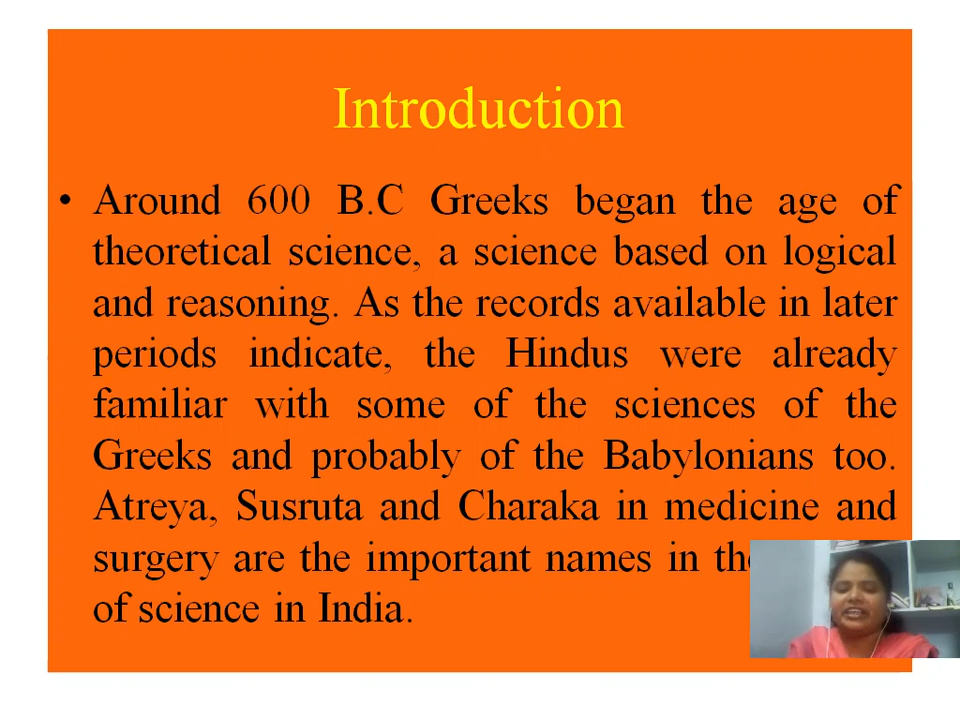 Introduction
• Around 600 B.C Greeks began the age of
theoretical science, a science based on logical
and reasoning. As the records available in later
periods indicate, the Hindus were already
familiar with some of the sciences of the
Greeks and probably of the Babylonians too.
Atreya, Susruta and Charaka in medicine and
surgery are the important names in the
of science in India.